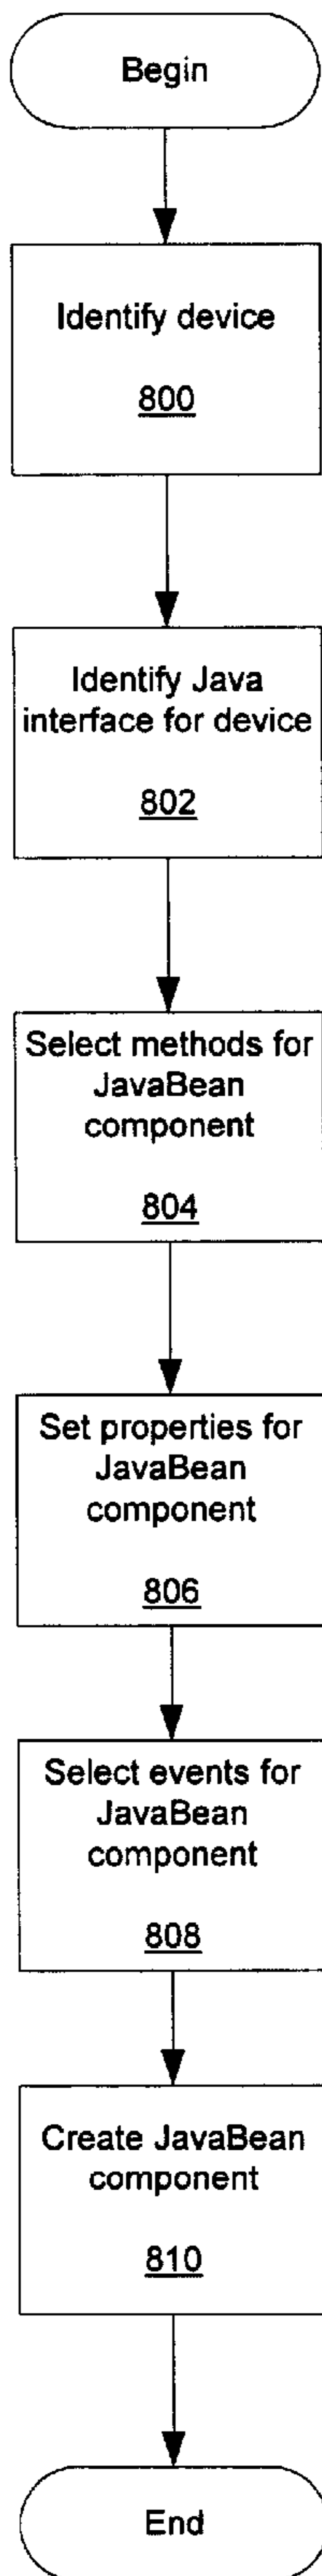 Begin
Identify device
800
Identify Java
interface for device
802
Select methods for
JavaBean
component
804
Set properties for
JavaBean
component
806
Select events for
JavaBean
component
808
Create JavaBean
component
810
End